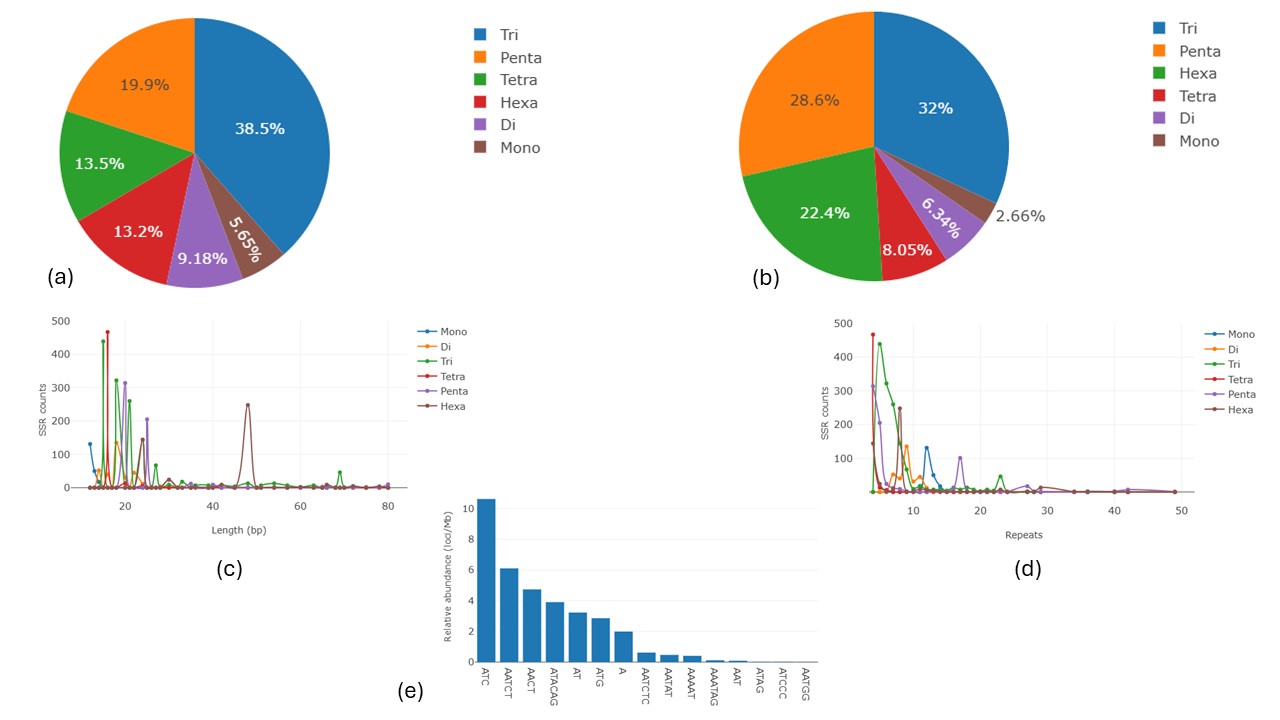 Tri
Penta
Tetra
Hexa
Di
Mono
19.9%
38.5%
13.5%
13.2%
9.18%
5.65%
(a)
Tri
Penta
Hexa
Tetra
Di
Mono
28.6%
32%
22.4%
8.05%
6.34%
2.66%
(b)
500
400
300
200
100
0
SSR counts
20
40
60
80
Length (bp)
Mono
Di
Tri
Tetra
Penta
Hexa
(c)
500
400
300
200
100
SSR counts
10
20
30
40
50
Repeats
Mono
Di
Tri
Tetra
Penta
Hexa
(d)
10
8
6
4
2
0
Relative abundance (loci/Mb)
ATC
AATCT
AACT
ATACAG
AT
ATG
A
AATCTC
AATAT
AAAAT
AAATAG
AAT
ATAG
ATCCC
AATGG
(e)